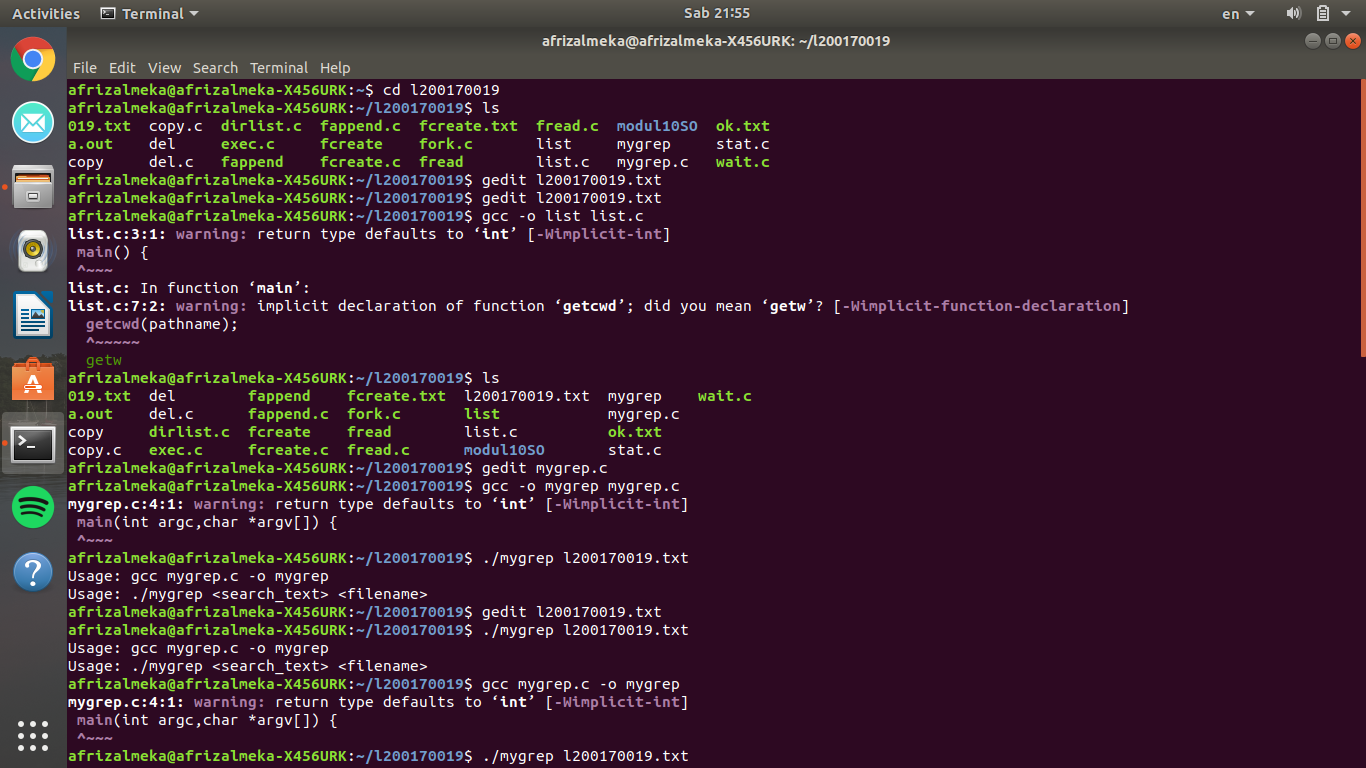 Activities Terminal Sab 21:55 en
afrizalmeka@afrizalmeka-X456URK: ~/l200170019
File Edit View Search Terminal Help
afrizalmeka@afrizalmeka-X456URK:~$ cd l200170019
afrizalmeka@afrizalmeka-X456URK:~/l200170019$ ls
019.txt copy.c dirlist.c fappend.c fcreate.txt fread.c modul10SO ok.txt
a.out del exec.c fcreate fork.c list mygrep stat.c
copy del.c fappend fcreate.c fread list.c mygrep.c wait.c
afrizalmeka@afrizalmeka-X456URK:~/l200170019$ gedit l200170019.txt
afrizalmeka@afrizalmeka-X456URK:~/l200170019$ gedit l200170019.txt
afrizalmeka@afrizalmeka-X456URK:~/l200170019$ gcc -o list list.c
list.c:3:1: warning: return type defaults to ‘int’ [-Wimplicit-int]
main() {
^~~~
list.c: In function ‘main’:
list.c:7:2: warning: implicit declaration of function ‘getcwd’; did you mean ‘getw’? [-Wimplicit-function-declaration]
getcwd(pathname);
^~~~~~
getw
afrizalmeka@afrizalmeka-X456URK:~/l200170019$ ls
019.txt del fappend fcreate.txt l200170019.txt mygrep wait.c
a.out del.c fappend.c fork.c list mygrep.c
copy dirlist.c fcreate fread list.c ok.txt
copy.c exec.c fcreate.c fread.c modul10SO stat.c
afrizalmeka@afrizalmeka-X456URK:~/l200170019$ gedit mygrep.c
afrizalmeka@afrizalmeka-X456URK:~/l200170019$ gcc -o mygrep mygrep.c
mygrep.c:4:1: warning: return type defaults to ‘int’ [-Wimplicit-int]
main(int argc,char *argv[]) {
^~~~
afrizalmeka@afrizalmeka-X456URK:~/l200170019$ ./mygrep l200170019.txt
Usage: gcc mygrep.c -o mygrep
Usage: ./mygrep <search_text> <filename>
afrizalmeka@afrizalmeka-X456URK:~/l200170019$ gedit l200170019.txt
afrizalmeka@afrizalmeka-X456URK:~/l200170019$ ./mygrep l200170019.txt
Usage: gcc mygrep.c -o mygrep
Usage: ./mygrep <search_text> <filename>
afrizalmeka@afrizalmeka-X456URK:~/l200170019$ gcc mygrep.c -o mygrep
mygrep.c:4:1: warning: return type defaults to ‘int’ [-Wimplicit-int]
main(int argc,char *argv[]) {
^~~~
afrizalmeka@afrizalmeka-X456URK:~/l200170019$ ./mygrep l200170019.txt